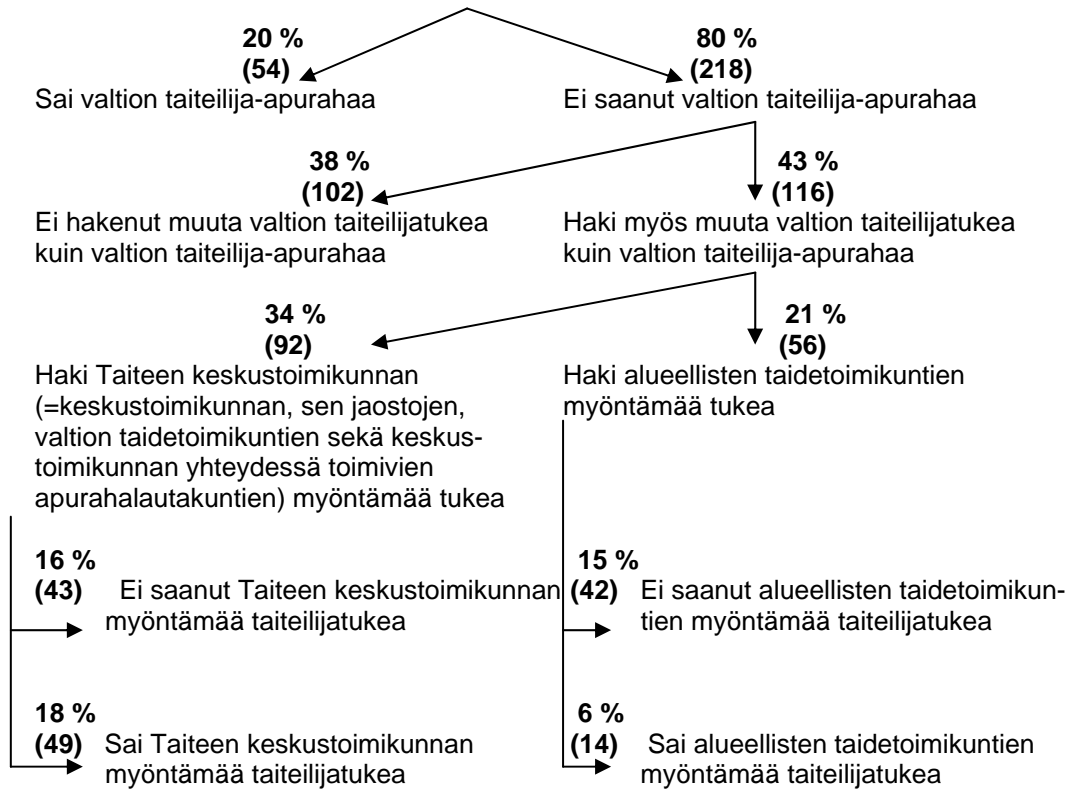 20 %
(54)
Sai valtion taiteilija-apurahaa
80 %
(218)
Ei saanut valtion taiteilija-apurahaa
38 %
(102)
Ei hakenut muuta valtion taiteilijatukea
kuin valtion taiteilija-apurahaa
43 %
(116)
Haki myös muuta valtion taiteilijatukea
kuin valtion taiteilija-apurahaa
34 %
(92)
Haki Taiteen keskustoimikunnan
(=keskustoimikunnan, sen jaostojen,
valtion taidetoimikuntien sekä keskus-
toimikunnan yhteydessä toimivien
apurahalautakuntien) myöntämää tukea
21 %
(56)
Haki alueellisten taidetoimikuntien
myöntämää tukea
16 %
(43) Ei saanut Taiteen keskustoimikunnan
myöntämää taiteilijatukea
15 %
(42) Ei saanut alueellisten taidetoimikun-
tien myöntämää taiteilijatukea
18 %
(49) Sai Taiteen keskustoimikunnan
myöntämää taiteilijatukea
6 %
(14) Sai alueellisten taidetoimikuntien
myöntämää taiteilijatukea